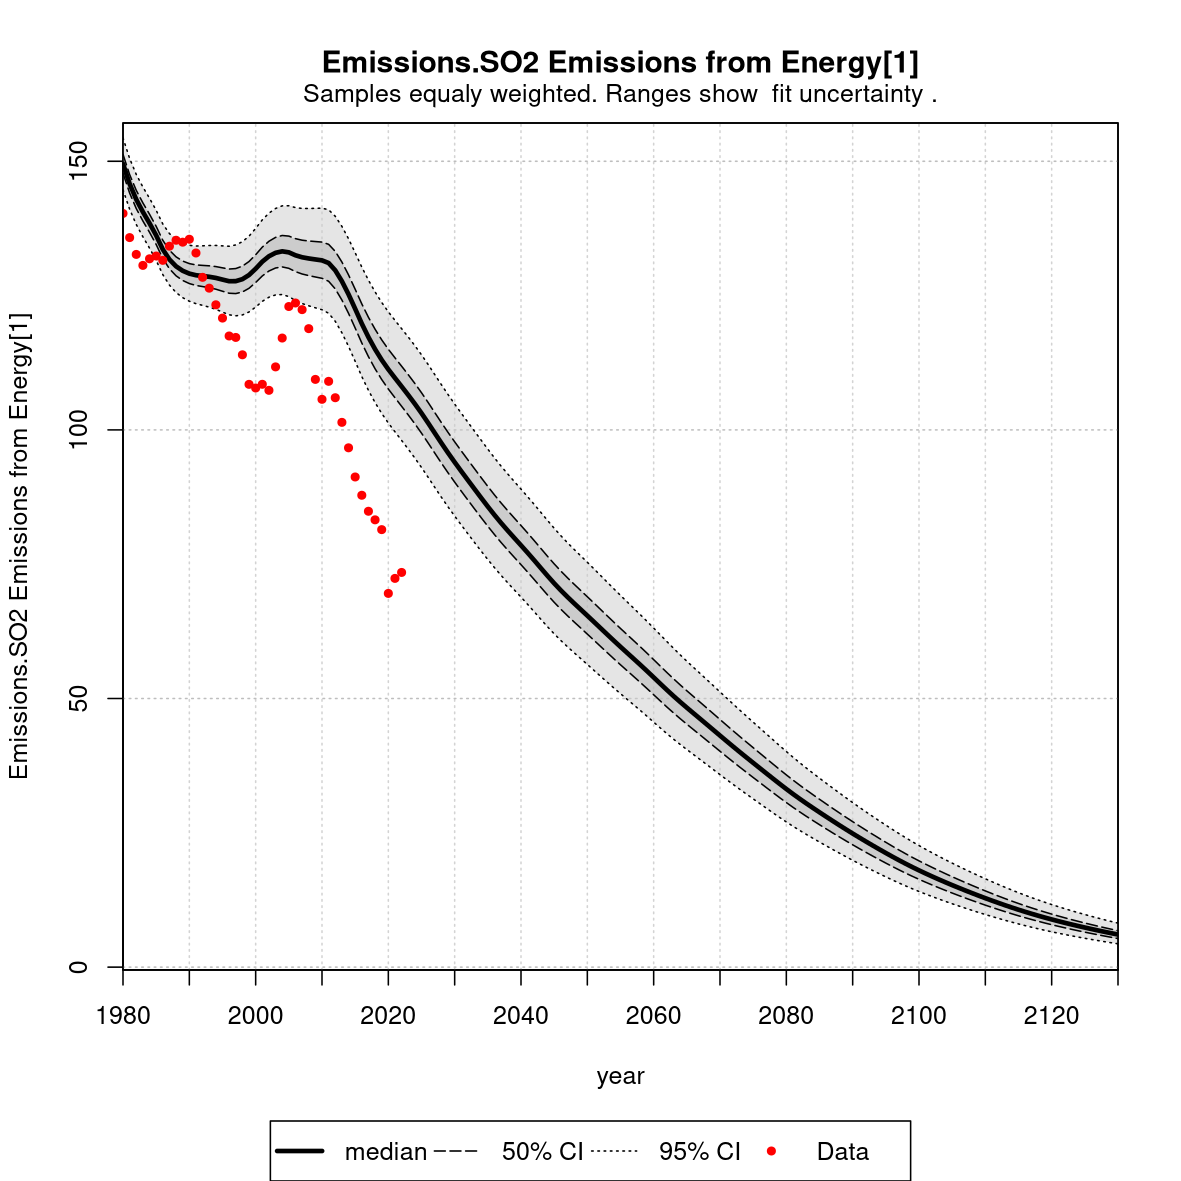 Emissions.SO2 Emissions from Energy[1]
Samples equaly weighted. Ranges show  fit uncertainty .
Emissions.SO2 Emissions from Energy[1]
150
100
50
0
1980 2000 2020 2040 2060 2080 2100 2120
year
median 50% CI 95% CI Data